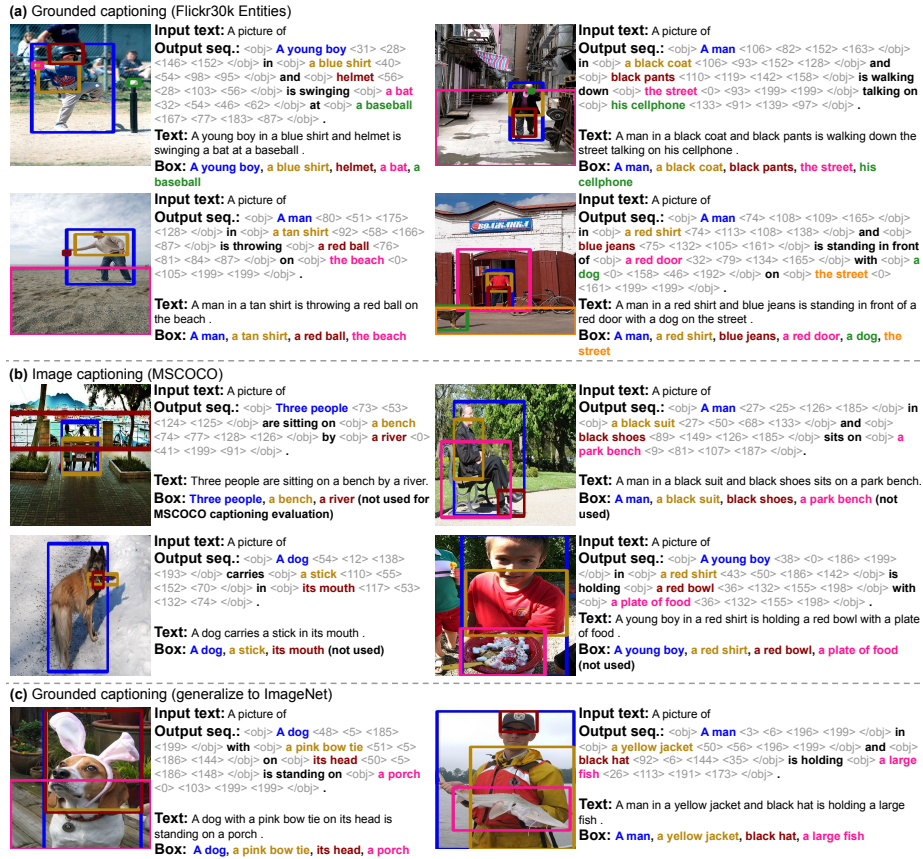 (a) Grounded captioning (Flickr30k Entities)
Input text: A picture of
Output seq.: <obj> A young boy <31> <28>
<146> <152> </obj> in <obj> a blue shirt <40>
<54> <98> <95> </obj> and <obj> helmet <56>
<28> <103> <56> </obj> is swinging <obj> a bat
<32> <54> <46> <62> </obj> at <obj> a baseball
<167> <77> <183> <87> </obj> .
Text: A young boy in a blue shirt and helmet is
swinging a bat at a baseball .
Box: A young boy, a blue shirt, helmet, a bat, a
baseball
Input text: A picture of
Output seq.: <obj> A man <106> <82> <152> <163> </obj>
in <obj> a black coat <106> <93> <152> <128> </obj> and
<obj> black pants <110> <119> <142> <158> </obj> is walking
down <obj> the street <0> <93> <199> <199> </obj> talking on
<obj> his cellphone <133> <91> <139> <97> </obj> .
Text: A man in a black coat and black pants is walking down the
street talking on his cellphone .
Box: A man, a black coat, black pants, the street, his
cellphone
Input text: A picture of
Output seq.: <obj> A man <80> <51> <175>
<128> </obj> in <obj> a tan shirt <92> <58> <166>
<87> </obj> is throwing <obj> a red ball <76>
<81> <84> <87> </obj> on <obj> the beach <0>
<105> <199> <199> </obj> .
Text: A man in a tan shirt is throwing a red ball on
the beach .
Box: A man, a tan shirt, a red ball, the beach
Input text: A picture of
Output seq.: <obj> A man <74> <108> <109> <165> </obj>
in <obj> a red shirt <74> <113> <108> <138> </obj> and <obj>
blue jeans <75> <132> <105> <161> </obj> is standing in front
of <obj> a red door <32> <79> <134> <165> </obj> with <obj> a
dog <0> <158> <46> <192> </obj> on <obj> the street <0>
<161> <199> <199> </obj> .
Text: A man in a red shirt and blue jeans is standing in front of a
red door with a dog on the street .
Box: A man, a red shirt, blue jeans, a red door, a dog, the
street
(b) Image captioning (MSCOCO)
Input text: A picture of
Output seq.: <obj> Three people <73> <53>
<124> <125> </obj> are sitting on <obj> a bench
<74> <77> <128> <126> </obj> by <obj> a river <0>
<41> <199> <91> </obj> .
Text: Three people are sitting on a bench by a river.
Box: Three people, a bench, a river (not used for
MSCOCO captioning evaluation)
Input text: A picture of
Output seq.: <obj> A man <27> <25> <126> <185> </obj> in
<obj> a black suit <27> <50> <68> <133> </obj> and <obj>
black shoes <89> <149> <126> <185> </obj> sits on <obj> a
park bench <9> <81> <107> <187> </obj>.
Text: A man in a black suit and black shoes sits on a park bench.
Box: A man, a black suit, black shoes, a park bench (not
used)
Input text: A picture of
Output seq.: <obj> A dog <54> <12> <138>
<193> </obj> carries <obj> a stick <110> <55>
<152> <70> </obj> in <obj> its mouth <117> <53>
<132> <74> </obj> .
Text: A dog carries a stick in its mouth .
Box: A dog, a stick, its mouth (not used)
Input text: A picture of
Output seq.: <obj> A young boy <38> <0> <186> <199>
</obj> in <obj> a red shirt <43> <50> <186> <142> </obj> is
holding <obj> a red bowl <36> <132> <155> <198> </obj> with
<obj> a plate of food <36> <132> <155> <198> </obj> .
Text: A young boy in a red shirt is holding a red bowl with a plate
of food .
Box: A young boy, a red shirt, a red bowl, a plate of food
(not used)
(c) Grounded captioning (generalize to ImageNet)
Input text: A picture of
Output seq.: <obj> A dog <48> <5> <185>
<199> </obj> with <obj> a pink bow tie <51> <5>
<186> <144> </obj> on <obj> its head <50> <5>
<186> <148> </obj> is standing on <obj> a porch
<0> <103> <199> <199> </obj> .
Text: A dog with a pink bow tie on its head is
standing on a porch .
Box: A dog, a pink bow tie, its head, a porch
Input text: A picture of
Output seq.: <obj> A man <3> <6> <196> <199> </obj> in
<obj> a yellow jacket <50> <56> <196> <199> </obj> and <obj>
black hat <92> <6> <144> <35> </obj> is holding <obj> a large
fish <26> <113> <191> <173> </obj> .
Text: A man in a yellow jacket and black hat is holding a large
fish .
Box: A man, a yellow jacket, black hat, a large fish